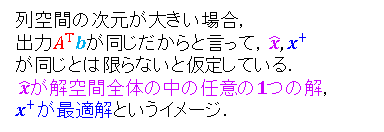 列空間の次元が大きい場合,
出力A^⊤bが同じだからと言って, x̂, x⁺
が同じとは限らないと仮定している.
x̂が解空間全体の中の任意の1つの解,
x⁺が最適解というイメージ.